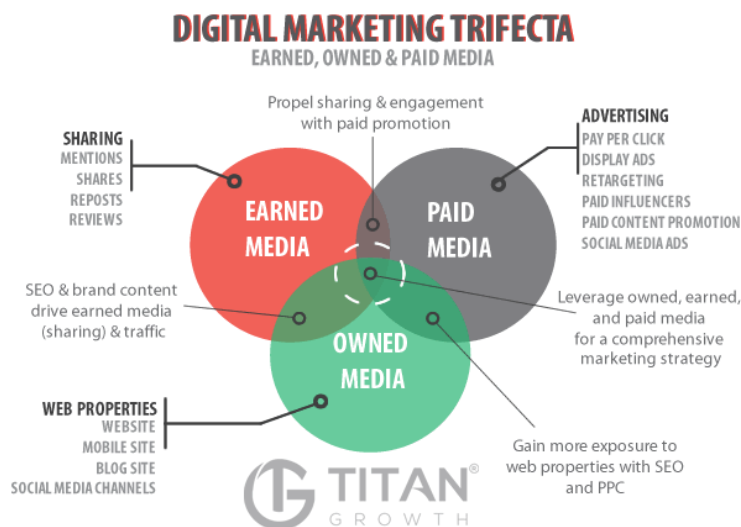 DIGITAL MARKETING TRIFECTA
EARNED, OWNED & PAID MEDIA
Propel sharing & engagement
with paid promotion
SHARING
MENTIONS
SHARES
REPOSTS
REVIEWS
ADVERTISING
PAY PER CLICK
DISPLAY ADS
RETARGETING
PAID INFLUENCERS
PAID CONTENT PROMOTION
SOCIAL MEDIA ADS
EARNED
MEDIA
PAID
MEDIA
SEO & brand content
drive earned media
(sharing) & traffic
Leverage owned, earned,
and paid media
for a comprehensive
marketing strategy
OWNED
MEDIA
WEB PROPERTIES
WEBSITE
MOBILE SITE
BLOG SITE
SOCIAL MEDIA CHANNELS
Gain more exposure to
web properties with SEO
and PPC
TITAN®
GROWTH